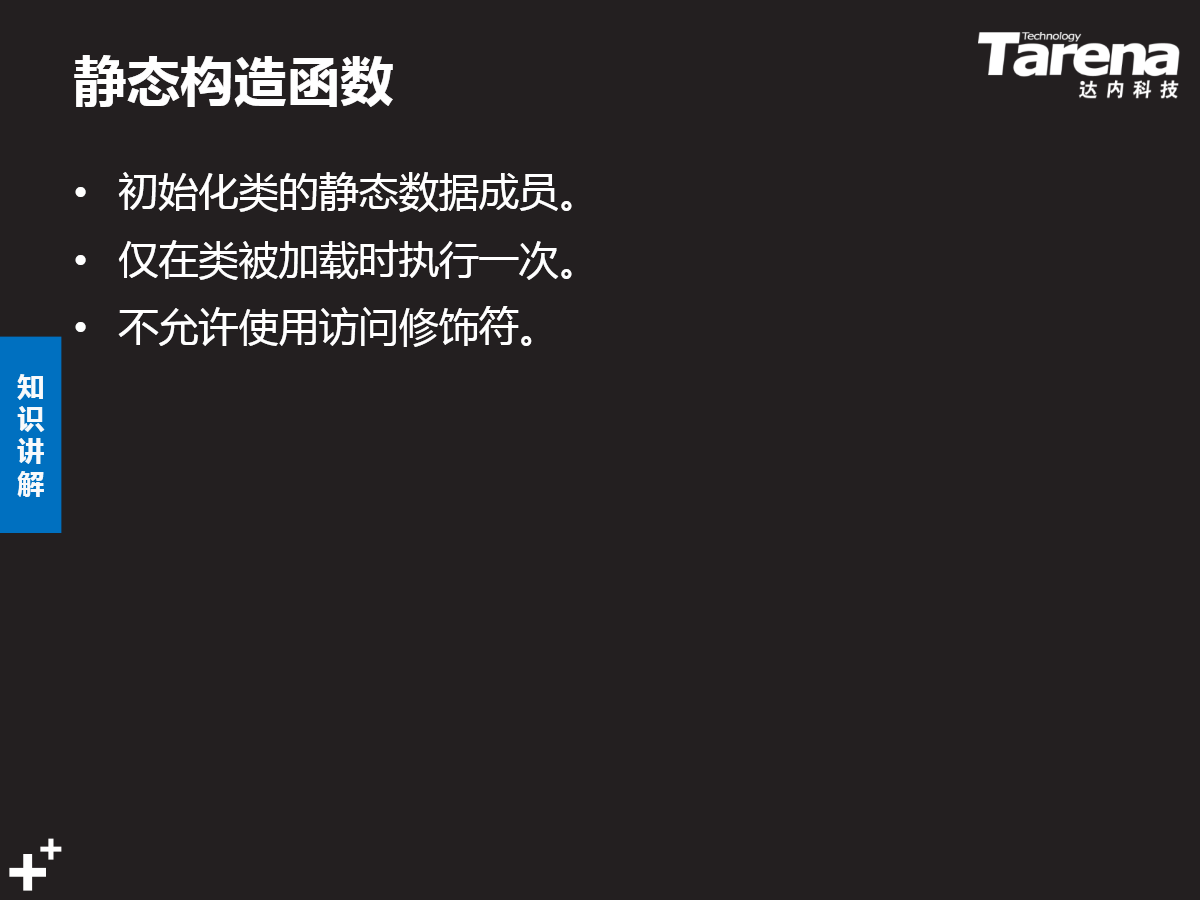 静态构造函数
Technology
Tarena
达内科技
• 初始化类的静态数据成员。
• 仅在类被加载时执行一次。
• 不允许使用访问修饰符。
知识讲解